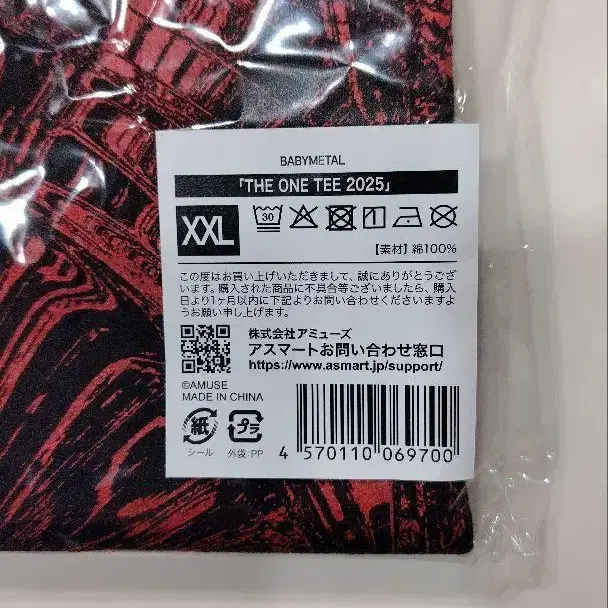 BABYMETAL
「THE ONE TEE 2025」
XXL
30
【素材】綿100%
この度はお買い上げいただきまして、誠にありがとうござい
ます。購入された商品に不具合等ございましたら、購入
日より1ヶ月以内に下記よりお問い合わせくださいますよ
うお願い申し上げます。
株式会社アミューズ
アスマートお問い合わせ窓口
https://www.asmart.jp/support/
©AMUSE
MADE IN CHINA
紙
シール
プラ
外袋:PP
4 570110 069700